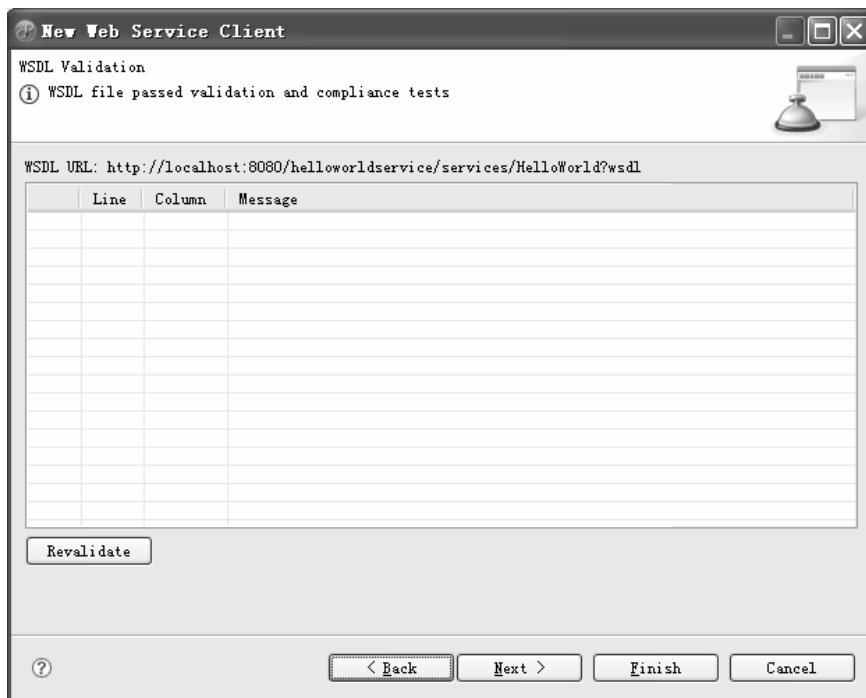 New Web Service Client
WSDL Validation
WSDL file passed validation and compliance tests
WSDL URL: http://localhost:8080/helloworldservice/services/HelloWorld?wsdl
Line Column Message
Revalidate
< Back Next > Finish Cancel